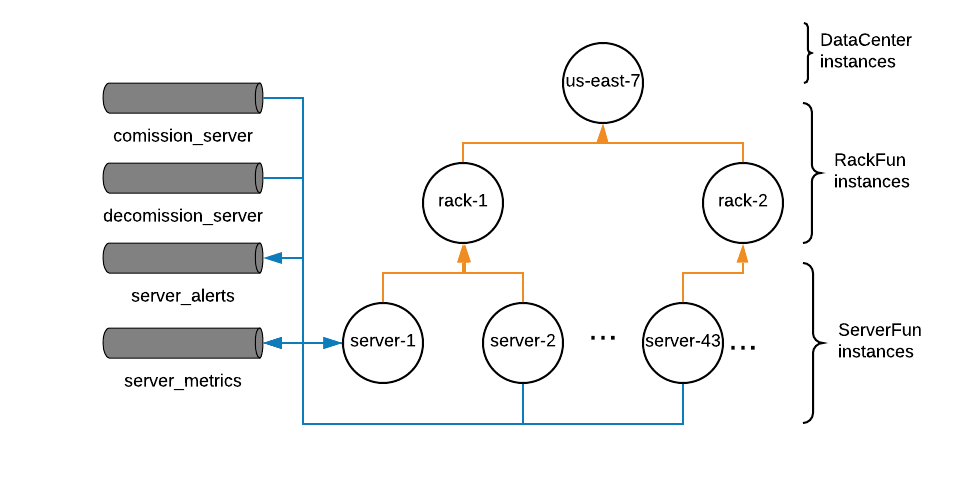 DataCenter
instances
us-east-7
comission_server
RackFun
instances
rack-1
rack-2
decomission_server
server_alerts
server-1
server-2
...
server-43
...
ServerFun
instances
server_metrics